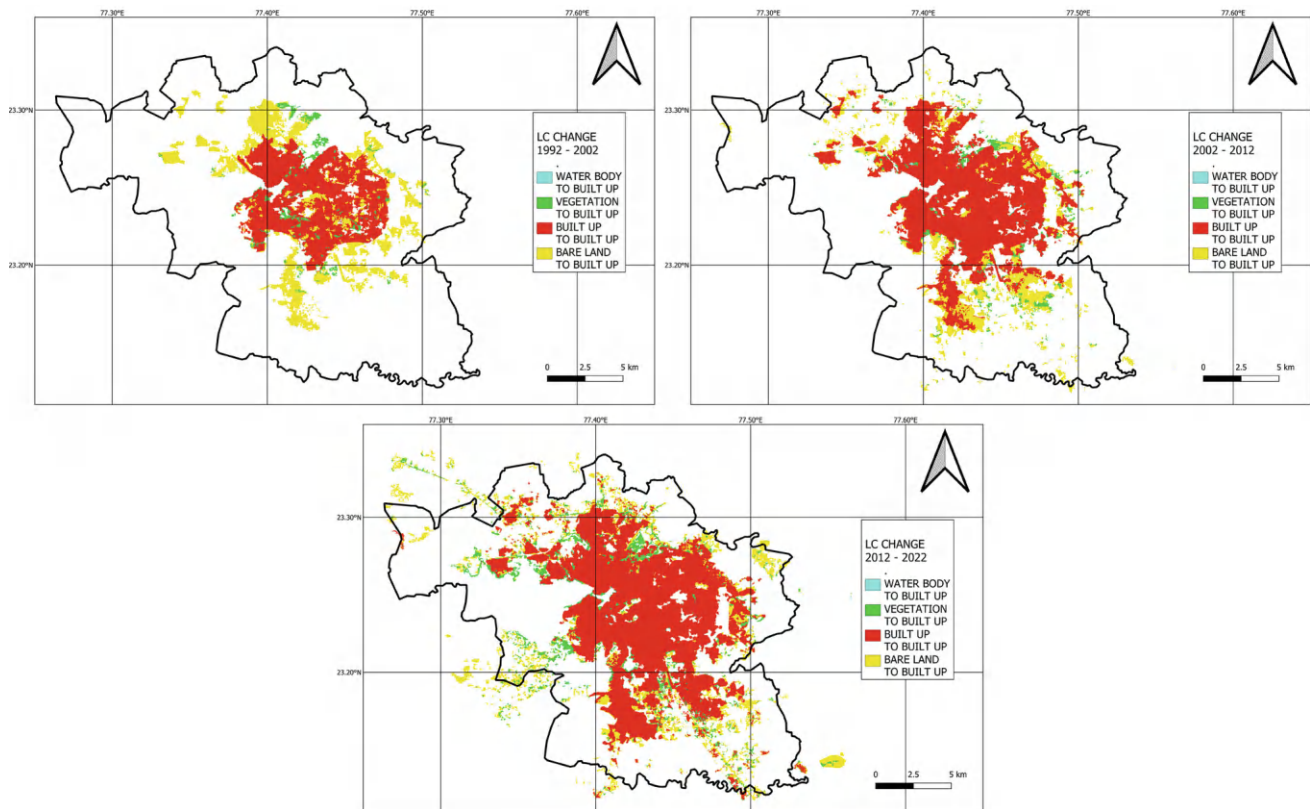 77.30°E 77.40°E 77.50°E 77.60°E
23.30°N
23.20°N
LC CHANGE
1992 - 2002
.
WATER BODY
TO BUILT UP
VEGETATION
TO BUILT UP
BUILT UP
TO BUILT UP
BARE LAND
TO BUILT UP
0 2.5 5 km
77.30°E 77.40°E 77.50°E 77.60°E
23.30°N
23.20°N
LC CHANGE
2002 - 2012
.
WATER BODY
TO BUILT UP
VEGETATION
TO BUILT UP
BUILT UP
TO BUILT UP
BARE LAND
TO BUILT UP
0 2.5 5 km
77.30°E 77.40°E 77.50°E 77.60°E
23.30°N
23.20°N
LC CHANGE
2012 - 2022
.
WATER BODY
TO BUILT UP
VEGETATION
TO BUILT UP
BUILT UP
TO BUILT UP
BARE LAND
TO BUILT UP
0 2.5 5 km